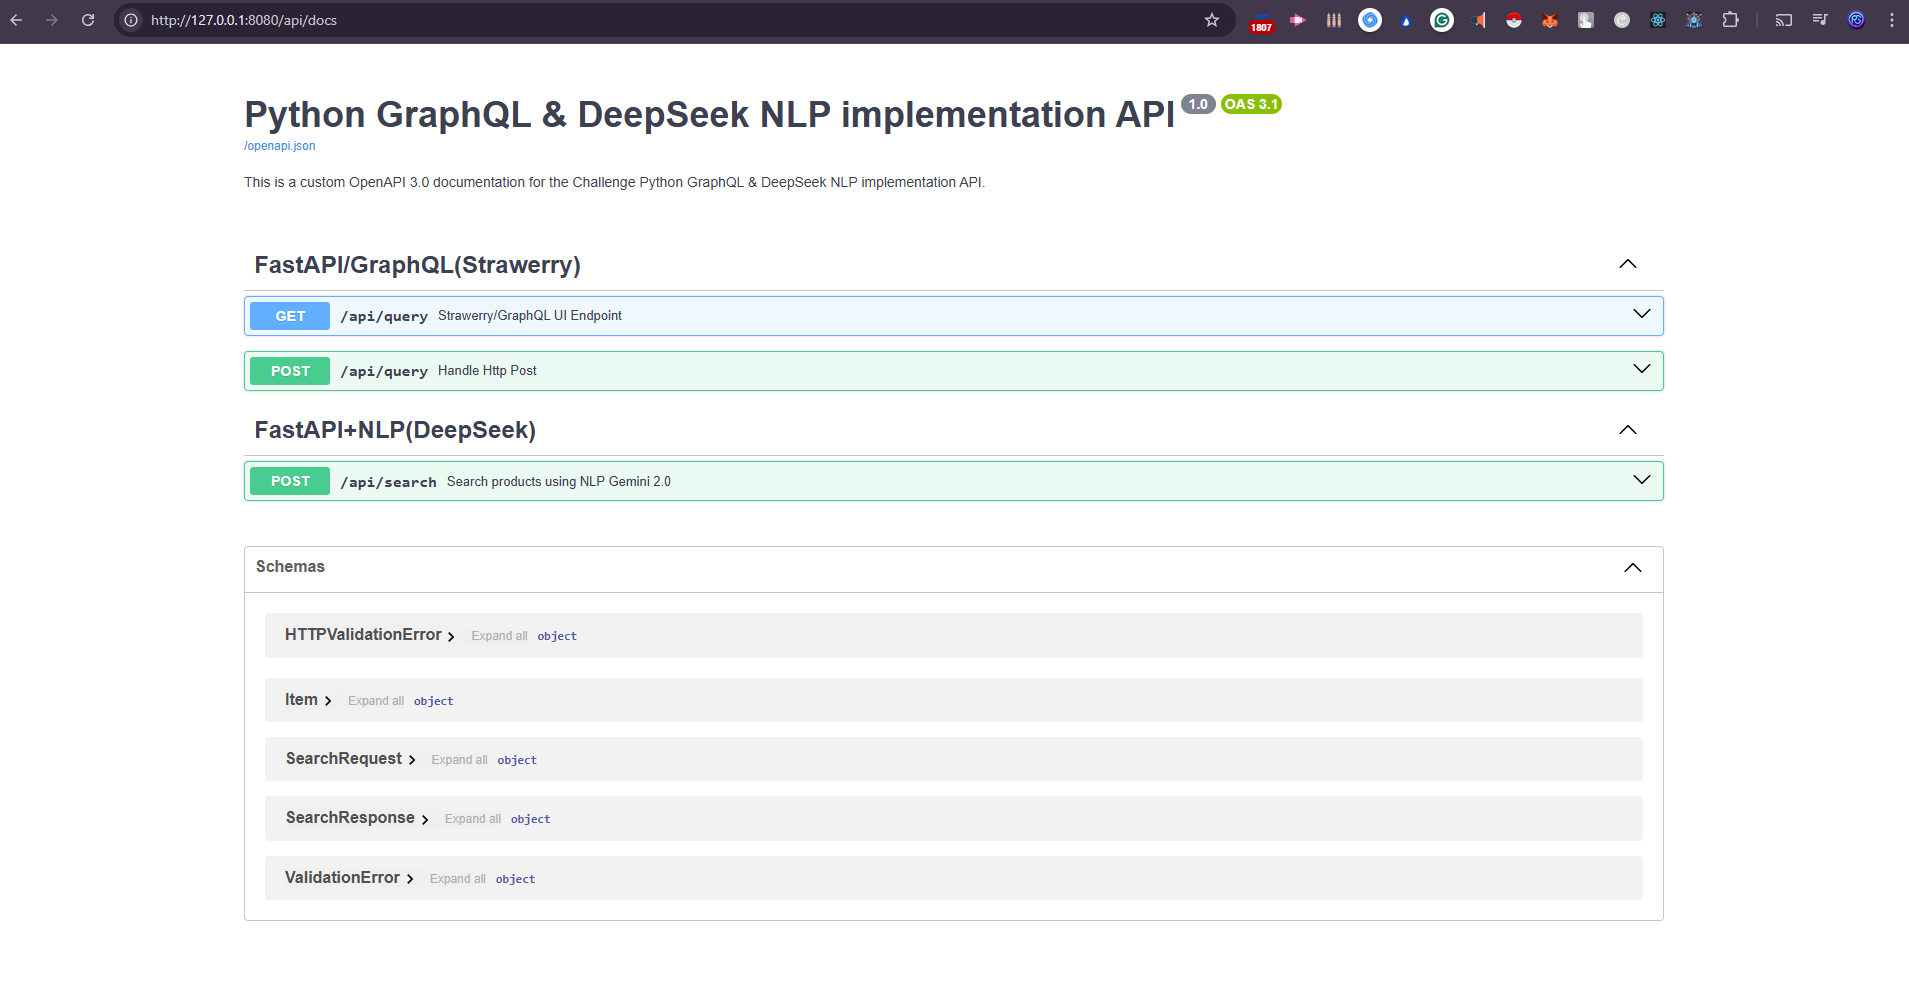 http://127.0.0.1:8080/api/docs
1807
Python GraphQL & DeepSeek NLP implementation API 1.0 OAS 3.1
/openapi.json
This is a custom OpenAPI 3.0 documentation for the Challenge Python GraphQL & DeepSeek NLP implementation API.
FastAPI/GraphQL(Strawerry)
GET /api/query Strawerry/GraphQL UI Endpoint
POST /api/query Handle Http Post
FastAPI+NLP(DeepSeek)
POST /api/search Search products using NLP Gemini 2.0
Schemas
HTTPValidationError Expand all object
Item Expand all object
SearchRequest Expand all object
SearchResponse Expand all object
ValidationError Expand all object